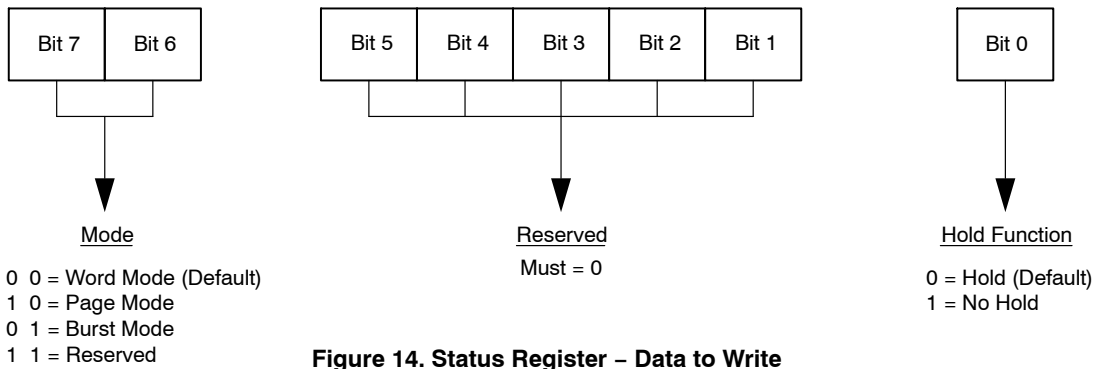 Bit 7 Bit 6 Bit 5 Bit 4 Bit 3 Bit 2 Bit 1 Bit 0
Mode
0 0 = Word Mode (Default)
1 0 = Page Mode
0 1 = Burst Mode
1 1 = Reserved
Reserved
Must = 0
Hold Function
0 = Hold (Default)
1 = No Hold
Figure 14. Status Register – Data to Write